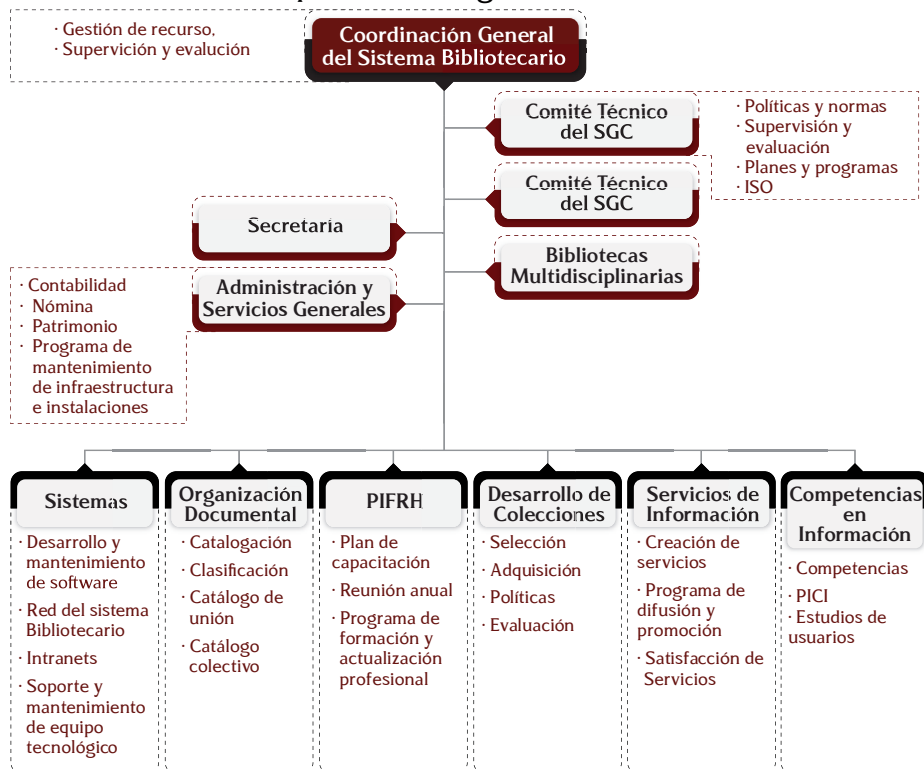 · Gestión de recurso,
· Supervición y evalución
Coordinación General
del Sistema Bibliotecario
Comité Técnico
del SGC
· Políticas y normas
· Supervisión y
evaluación
· Planes y programas
· ISO
Comité Técnico
del SGC
Secretaría
Bibliotecas
Multidisciplinarias
Administración y
Servicios Generales
· Contabilidad
· Nómina
· Patrimonio
· Programa de
mantenimiento
de infraestructura
e instalaciones
Sistemas
· Desarrollo y
mantenimiento
de software
· Red del sistema
Bibliotecario
· Intranets
· Soporte y
mantenimiento
de equipo
tecnológico
Organización
Documental
· Catalogación
· Clasificación
· Catálogo de
unión
· Catálogo
colectivo
PIFRH
· Plan de
capacitación
· Reunión anual
· Programa de
formación y
actualización
profesional
Desarrollo de
Colecciones
· Selección
· Adquisición
· Políticas
· Evaluación
Servicios de
Información
· Creación de
servicios
· Programa de
difusión y
promoción
· Satisfacción de
Servicios
Competencias
en
Información
· Competencias
· PICI
· Estudios de
usuarios